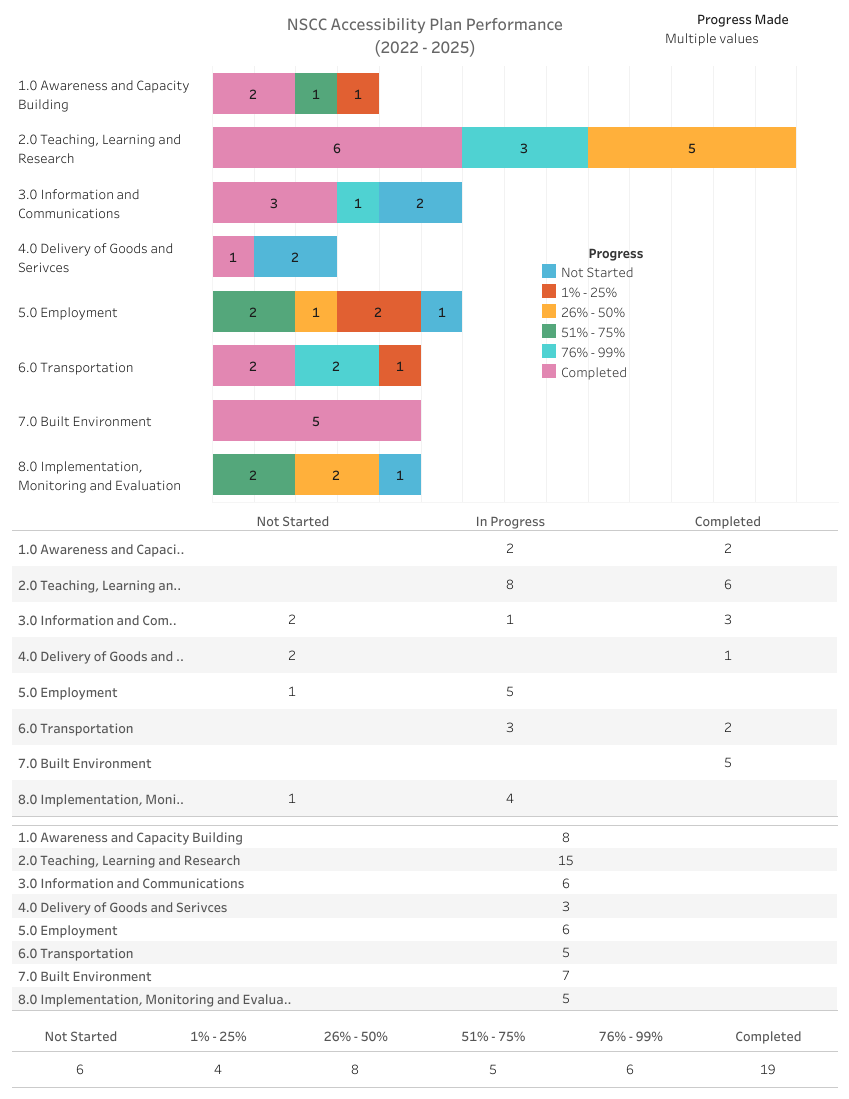 NSCC Accessibility Plan Performance
(2022 - 2025)
Progress Made
Multiple values
1.0 Awareness and Capacity
Building
2 1 1
2.0 Teaching, Learning and
Research
6 3 5
3.0 Information and
Communications
3 1 2
4.0 Delivery of Goods and
Serivces
1 2
Progress
Not Started
1% - 25%
26% - 50%
51% - 75%
76% - 99%
Completed
5.0 Employment
2 1 2 1
6.0 Transportation
2 2 1
7.0 Built Environment
5
8.0 Implementation,
Monitoring and Evaluation
2 2 1
Not Started In Progress Completed
1.0 Awareness and Capaci.. 2 2
2.0 Teaching, Learning an.. 8 6
3.0 Information and Com.. 2 1 3
4.0 Delivery of Goods and .. 2 1
5.0 Employment 1 5
6.0 Transportation 3 2
7.0 Built Environment 5
8.0 Implementation, Moni.. 1 4
1.0 Awareness and Capacity Building 8
2.0 Teaching, Learning and Research 15
3.0 Information and Communications 6
4.0 Delivery of Goods and Serivces 3
5.0 Employment 6
6.0 Transportation 5
7.0 Built Environment 7
8.0 Implementation, Monitoring and Evalua.. 5
Not Started 1% - 25% 26% - 50% 51% - 75% 76% - 99% Completed
6 4 8 5 6 19